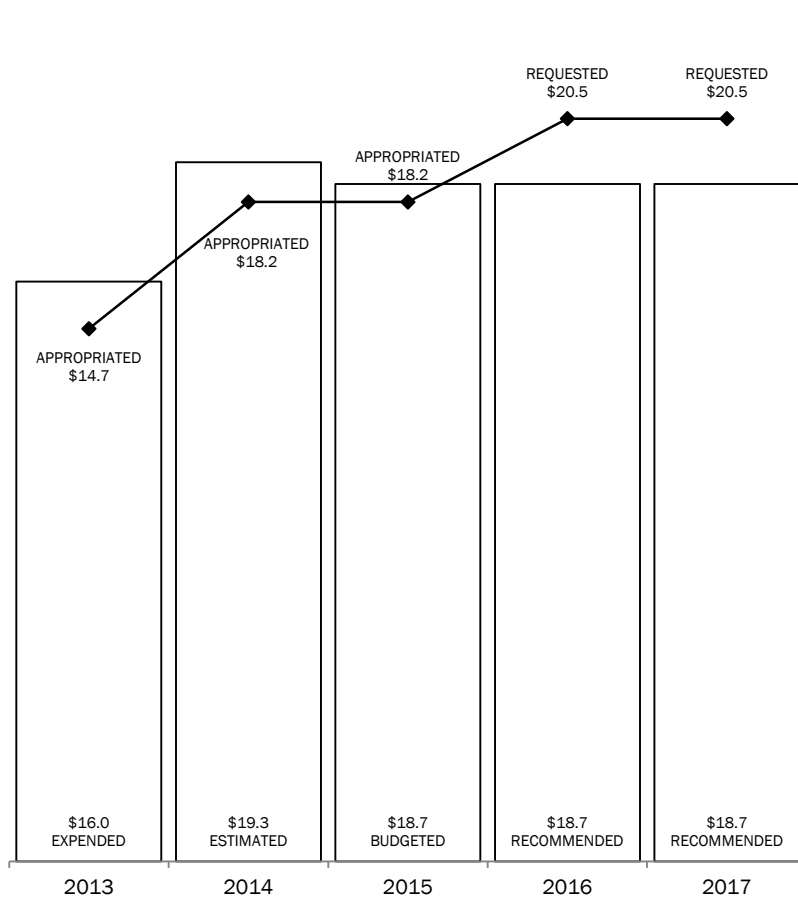 REQUESTED
$20.5
REQUESTED
$20.5
APPROPRIATED
$18.2
APPROPRIATED
$18.2
APPROPRIATED
$14.7
$16.0
EXPENDED
$19.3
ESTIMATED
$18.7
BUDGETED
$18.7
RECOMMENDED
$18.7
RECOMMENDED
2013
2014
2015
2016
2017